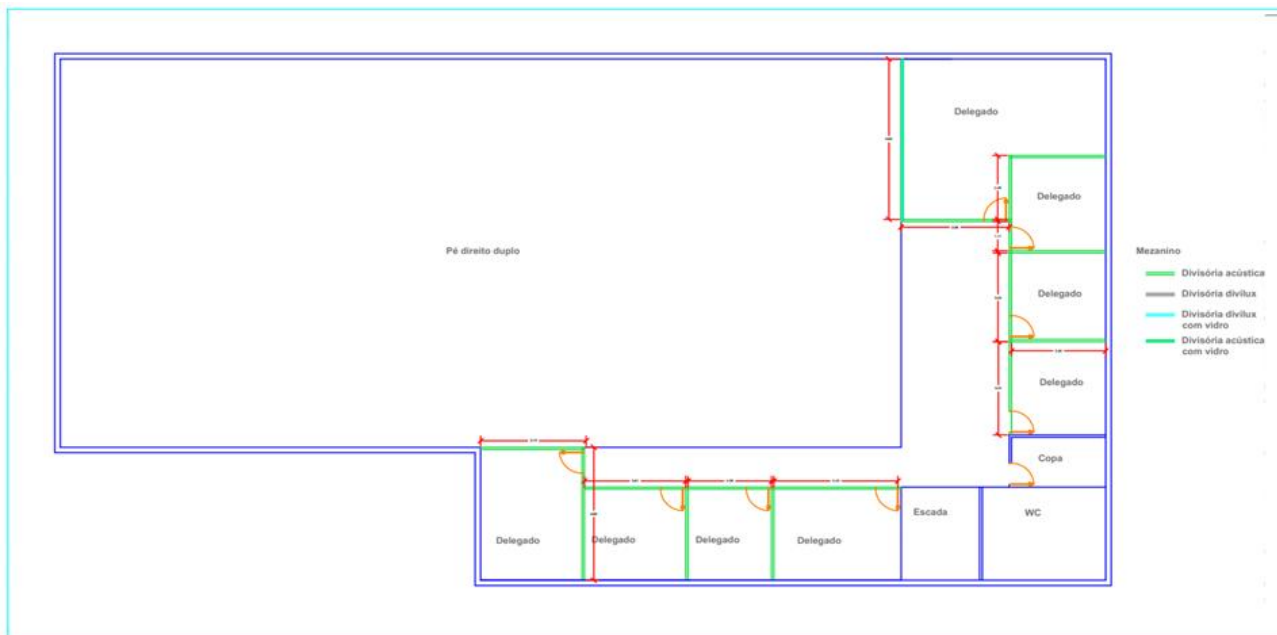 Delegado
Delegado
Pé direito duplo
Mezanino
Divisória acústica
Delegado
Divisória divilux
Divisória divilux
com vidro
Divisória acústica
com vidro
Delegado
Copa
Escada
WC
Delegado
Delegado
Delegado
Delegado